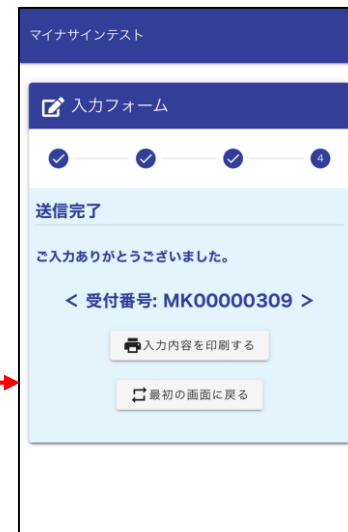 マイナサインテスト
入力フォーム
4
送信完了
ご入力ありがとうございました。
< 受付番号: MK00000309 >
入力内容を印刷する
最初の画面に戻る